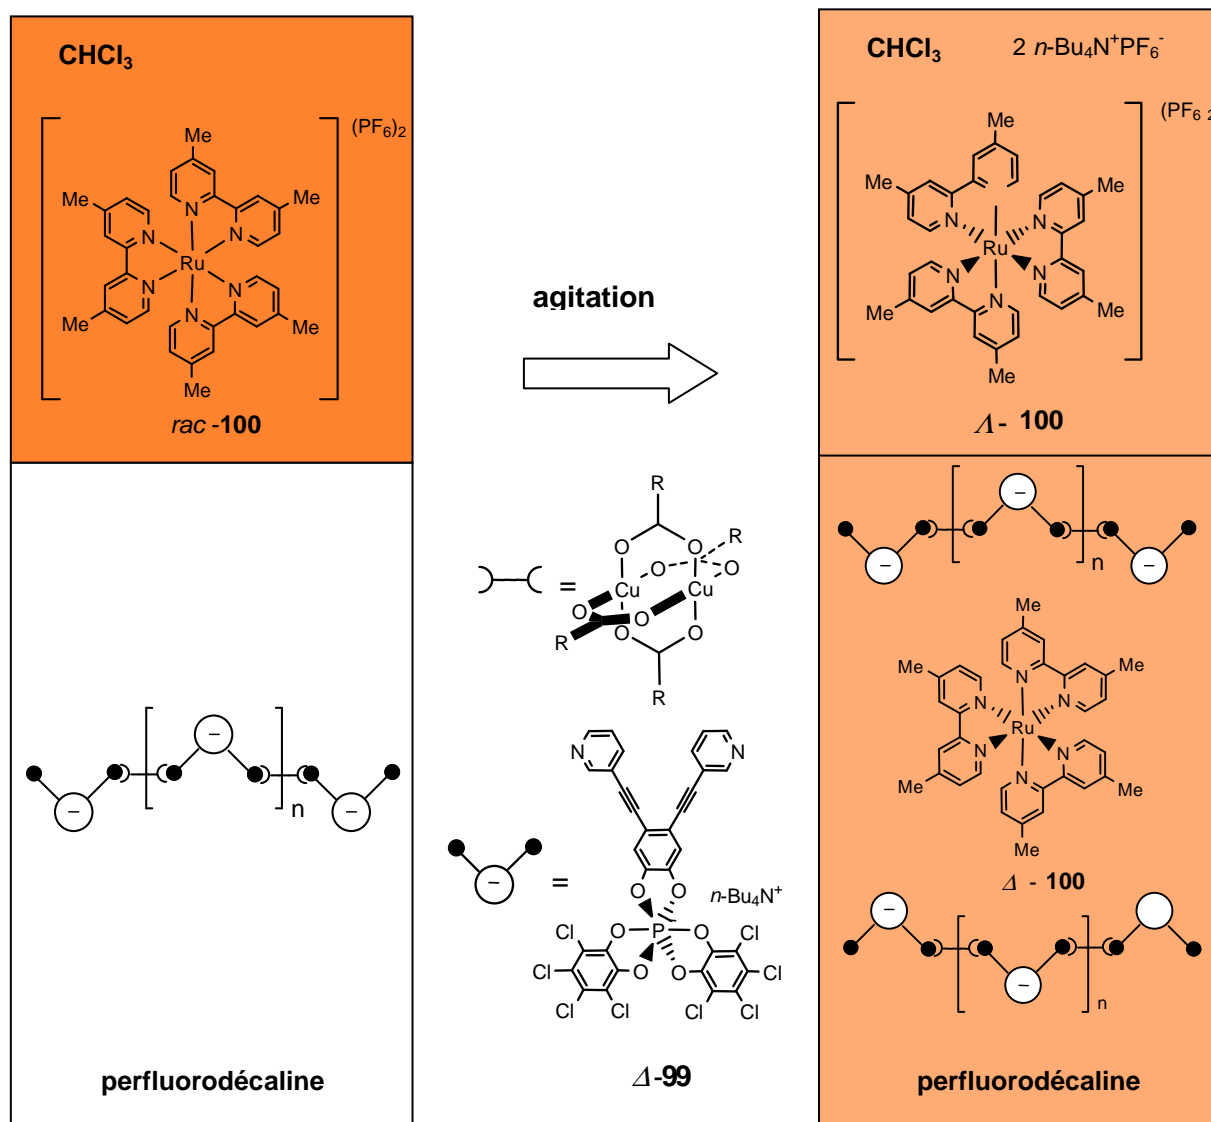 CHCl3
(PF6)2
Me
Me
Me
N
N
N
Ru
N
N
N
Me
Me
Me
rac -100
agitation
CHCl3
2 n-Bu4N+PF6-
(PF6 2
Me
Me
Me
N
N
Ru
N
N
N
Me
Me
Me
Λ- 100
−
n
−
−
perfluorodécaline
R
R
O
O
O
O
=
Cu
Cu
O
O
R
O
O
R
N
N
−
=
O
O
n-Bu4N+
O
P
O
O
O
Cl
Cl
Cl
Cl
Cl
Cl
Cl
Cl
Δ-99
−
n
−
−
Me
Me
Me
N
N
N
Ru
N
N
N
Me
Me
Me
Δ - 100
−
−
n
perfluorodécaline